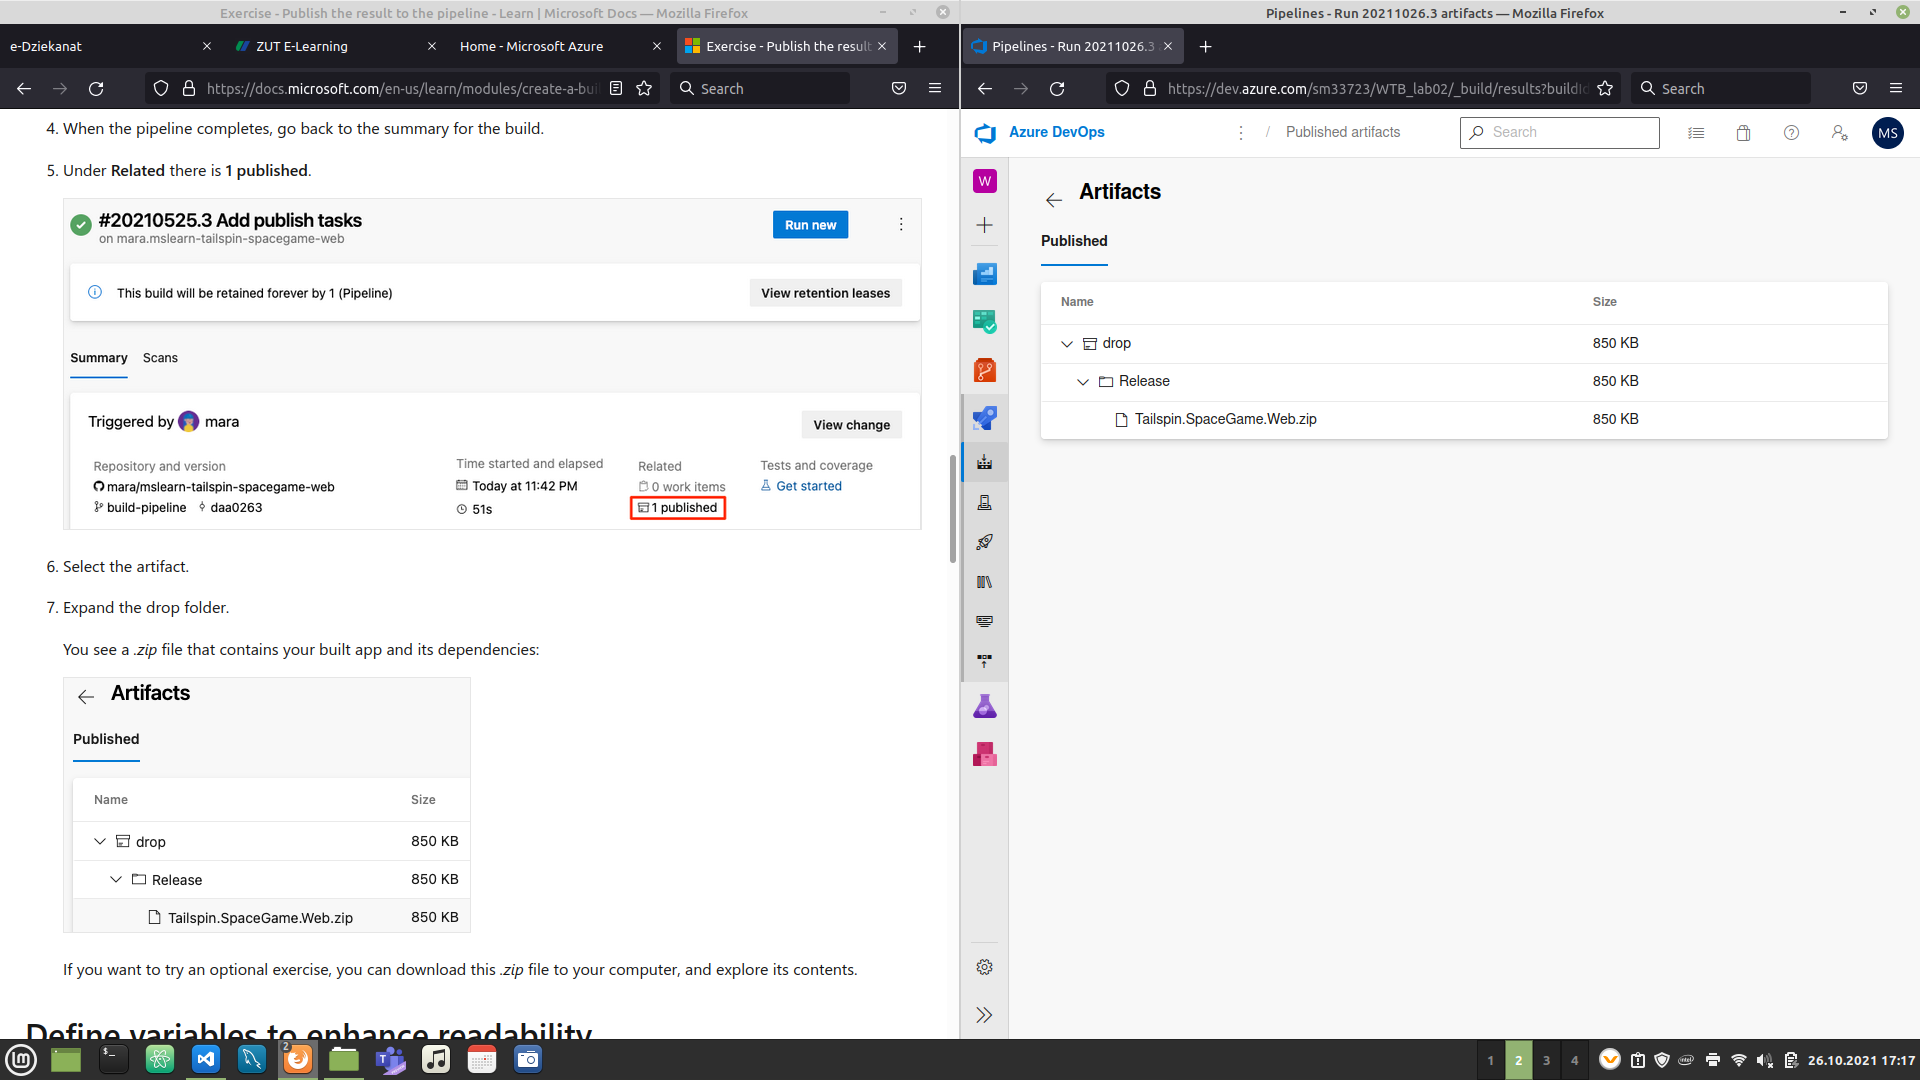 Exercise - Publish the result to the pipeline - Learn | Microsoft Docs — Mozilla Firefox
e-Dziekanat
ZUT E-Learning
Home - Microsoft Azure
Exercise - Publish the result
https://docs.microsoft.com/en-us/learn/modules/create-a-bui
Search
4. When the pipeline completes, go back to the summary for the build.
5. Under Related there is 1 published.
#20210525.3 Add publish tasks
on mara.mslearn-tailspin-spacegame-web
Run new
This build will be retained forever by 1 (Pipeline)
View retention leases
Summary
Scans
Triggered by mara
View change
Repository and version
Time started and elapsed
Related
Tests and coverage
mara/mslearn-tailspin-spacegame-web
Today at 11:42 PM
0 work items
Get started
build-pipeline
daa0263
51s
1 published
6. Select the artifact.
7. Expand the drop folder.
You see a .zip file that contains your built app and its dependencies:
Artifacts
Published
Name
Size
drop
850 KB
Release
850 KB
Tailspin.SpaceGame.Web.zip
850 KB
If you want to try an optional exercise, you can download this .zip file to your computer, and explore its contents.
Define variables to enhance readability
Pipelines - Run 20211026.3 artifacts — Mozilla Firefox
Pipelines - Run 20211026.3
https://dev.azure.com/sm33723/WTB_lab02/_build/results?buildId
Search
Azure DevOps
/
Published artifacts
Search
MS
W
Artifacts
Published
Name
Size
drop
850 KB
Release
850 KB
Tailspin.SpaceGame.Web.zip
850 KB
2
1
2
3
4
26.10.2021 17:17